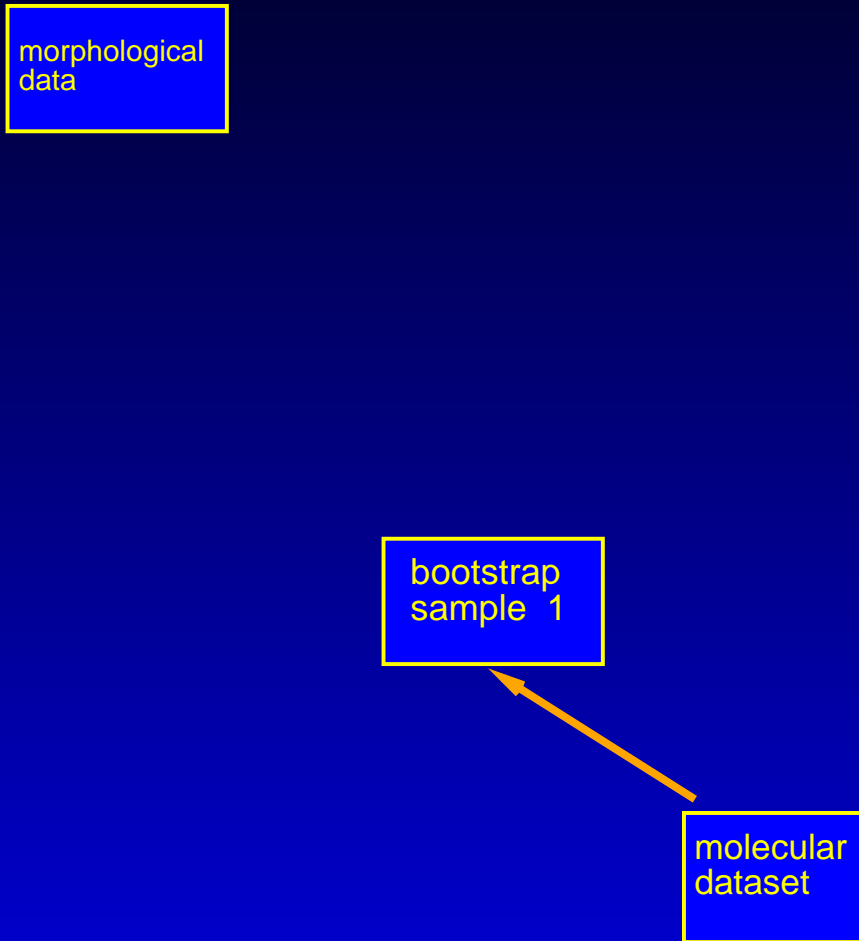 morphological
data
bootstrap
sample 1
molecular
dataset